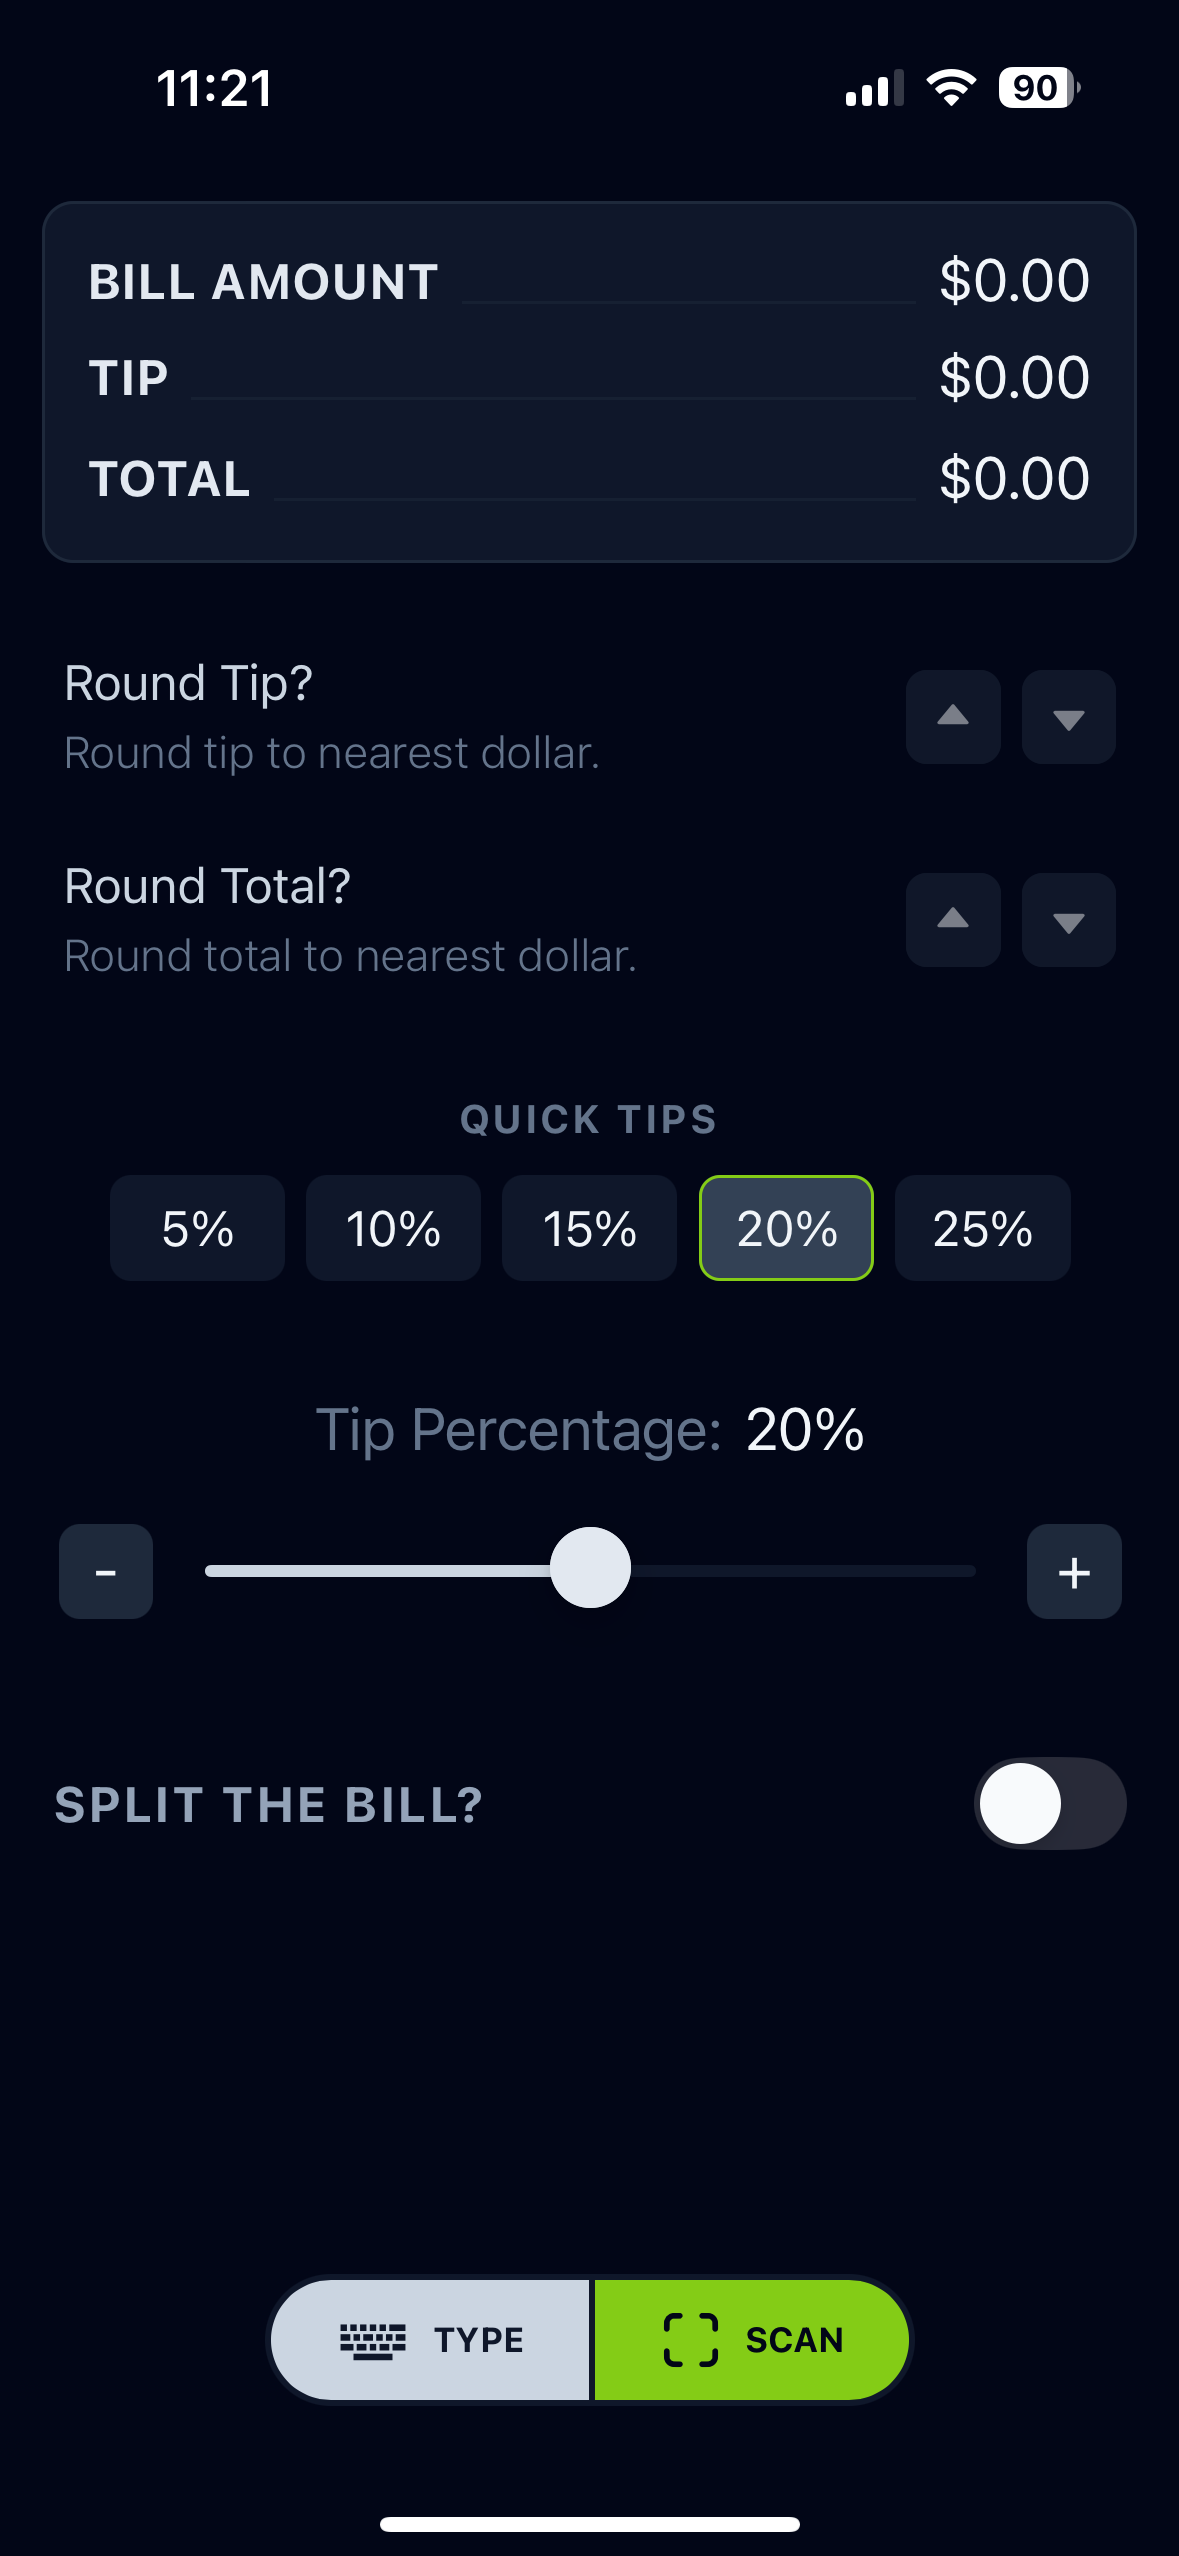 11:21
90
BILL AMOUNT $0.00
TIP $0.00
TOTAL $0.00
Round Tip?
Round tip to nearest dollar.
Round Total?
Round total to nearest dollar.
QUICK TIPS
5% 10% 15% 20% 25%
Tip Percentage: 20%
- +
SPLIT THE BILL?
TYPE SCAN